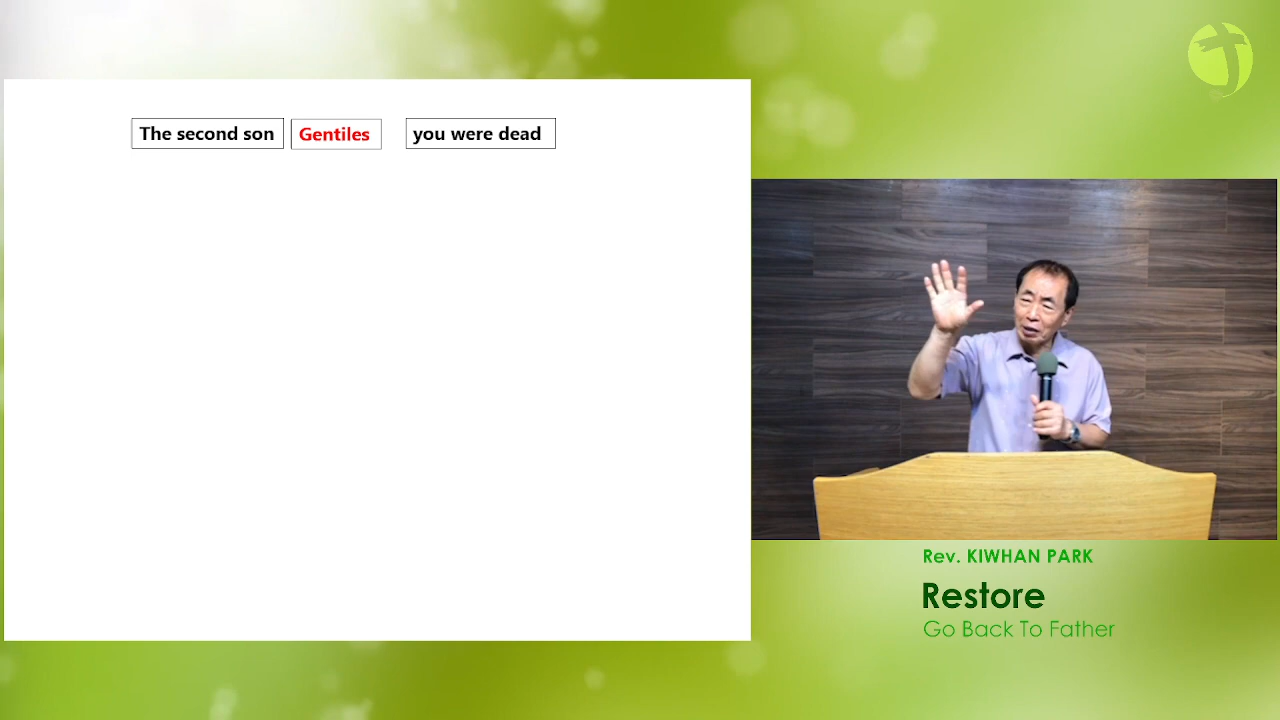 The second son Gentiles you were dead
Rev. KIWHAN PARK
Restore
Go Back To Father